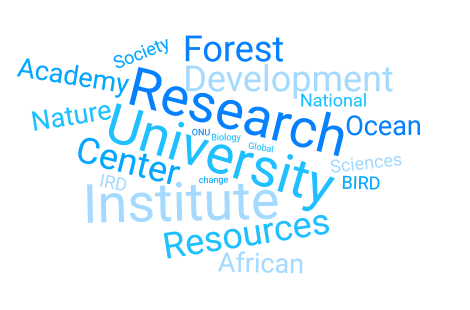 Society
Forest
Academy
Development
Research
National
Nature
University
Ocean
ONU
Biology
Global
Center
Sciences
change
IRD
BIRD
Institute
Resources
African